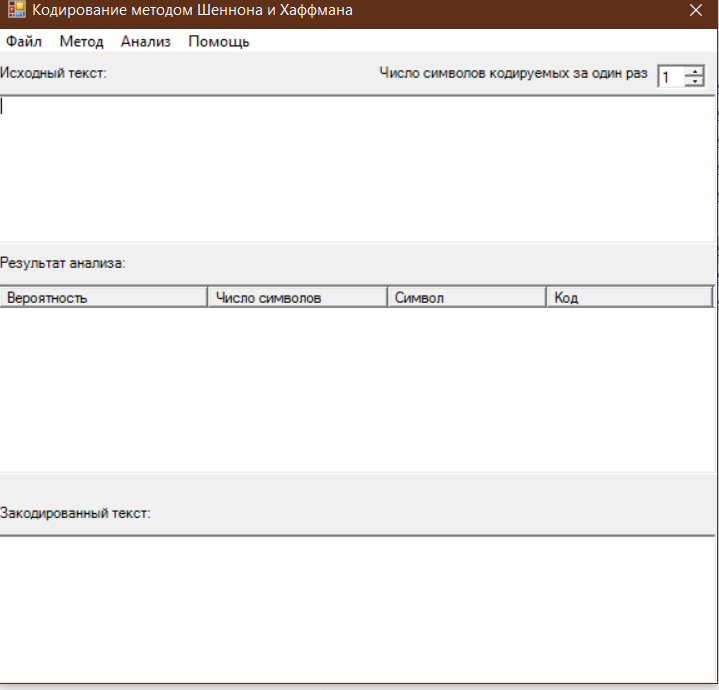 Кодирование методом Шеннона и Хаффмана
Файл Метод Анализ Помощь
Исходный текст: Число символов кодируемых за один раз 1
Результат анализа:
Вероятность Число символов Символ Код
Закодированный текст: